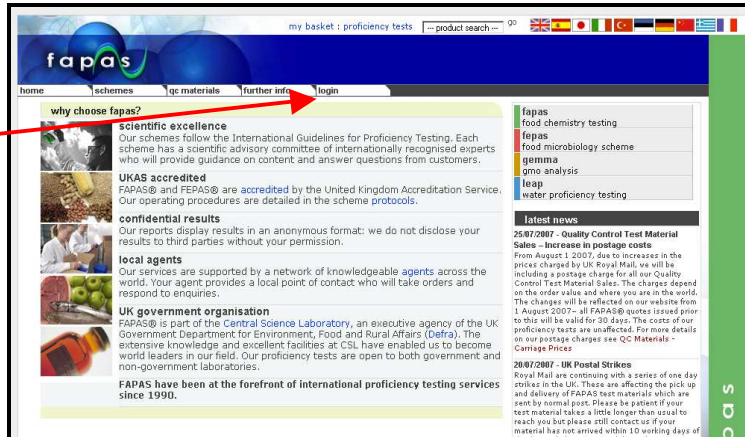 my basket : proficiency tests
--- product search ---
go
fapas
home
schemes
qc materials
further info
login
why choose fapas?
scientific excellence
Our schemes follow the International Guidelines for Proficiency Testing. Each
scheme has a scientific advisory committee of internationally recognised experts
who will provide guidance on content and answer questions from customers.
UKAS accredited
FAPAS® and FEPAS® are accredited by the United Kingdom Accreditation Service.
Our operating procedures are detailed in the scheme protocols.
confidential results
Our reports display results in an anonymous format: we do not disclose your
results to third parties without your permission.
local agents
Our services are supported by a network of knowledgeable agents across the
world. Your agent provides a local point of contact who will take orders and
respond to enquiries.
UK government organisation
FAPAS® is part of the Central Science Laboratory, an executive agency of the UK
Government Department for Environment, Food and Rural Affairs (Defra). The
extensive knowledge and excellent facilities at CSL have enabled us to become
world leaders in our field. Our proficiency tests are open to both government and
non-government laboratories.
FAPAS have been at the forefront of international proficiency testing services
since 1990.
fapas
food chemistry testing
fepas
food microbiology scheme
gemma
gmo analysis
leap
water proficiency testing
latest news
25/07/2007 - Quality Control Test Material
Sales – Increase in postage costs
From August 1 2007, due to increases in the
prices charged by UK Royal Mail, we will be
including a postage charge for all our Quality
Control Test Material Sales. The charges depend
on the order value and where you are in the world.
The changes will be reflected on our website from
1 August 2007– all FAPAS® quotes issued prior
to this will be valid for 30 days. The costs of our
proficiency tests are unaffected. For more details
on our postage charges see QC Materials -
Carriage Prices
20/07/2007 - UK Postal Strikes
Royal Mail are continuing with a series of one day
strikes in the UK. These are affecting the pick up
and delivery of FAPAS test materials which are
sent by normal post. Please be patient if your
test material takes a little longer than usual to
reach you but please still contact us if your
material has not arrived within 10 working days of
pas